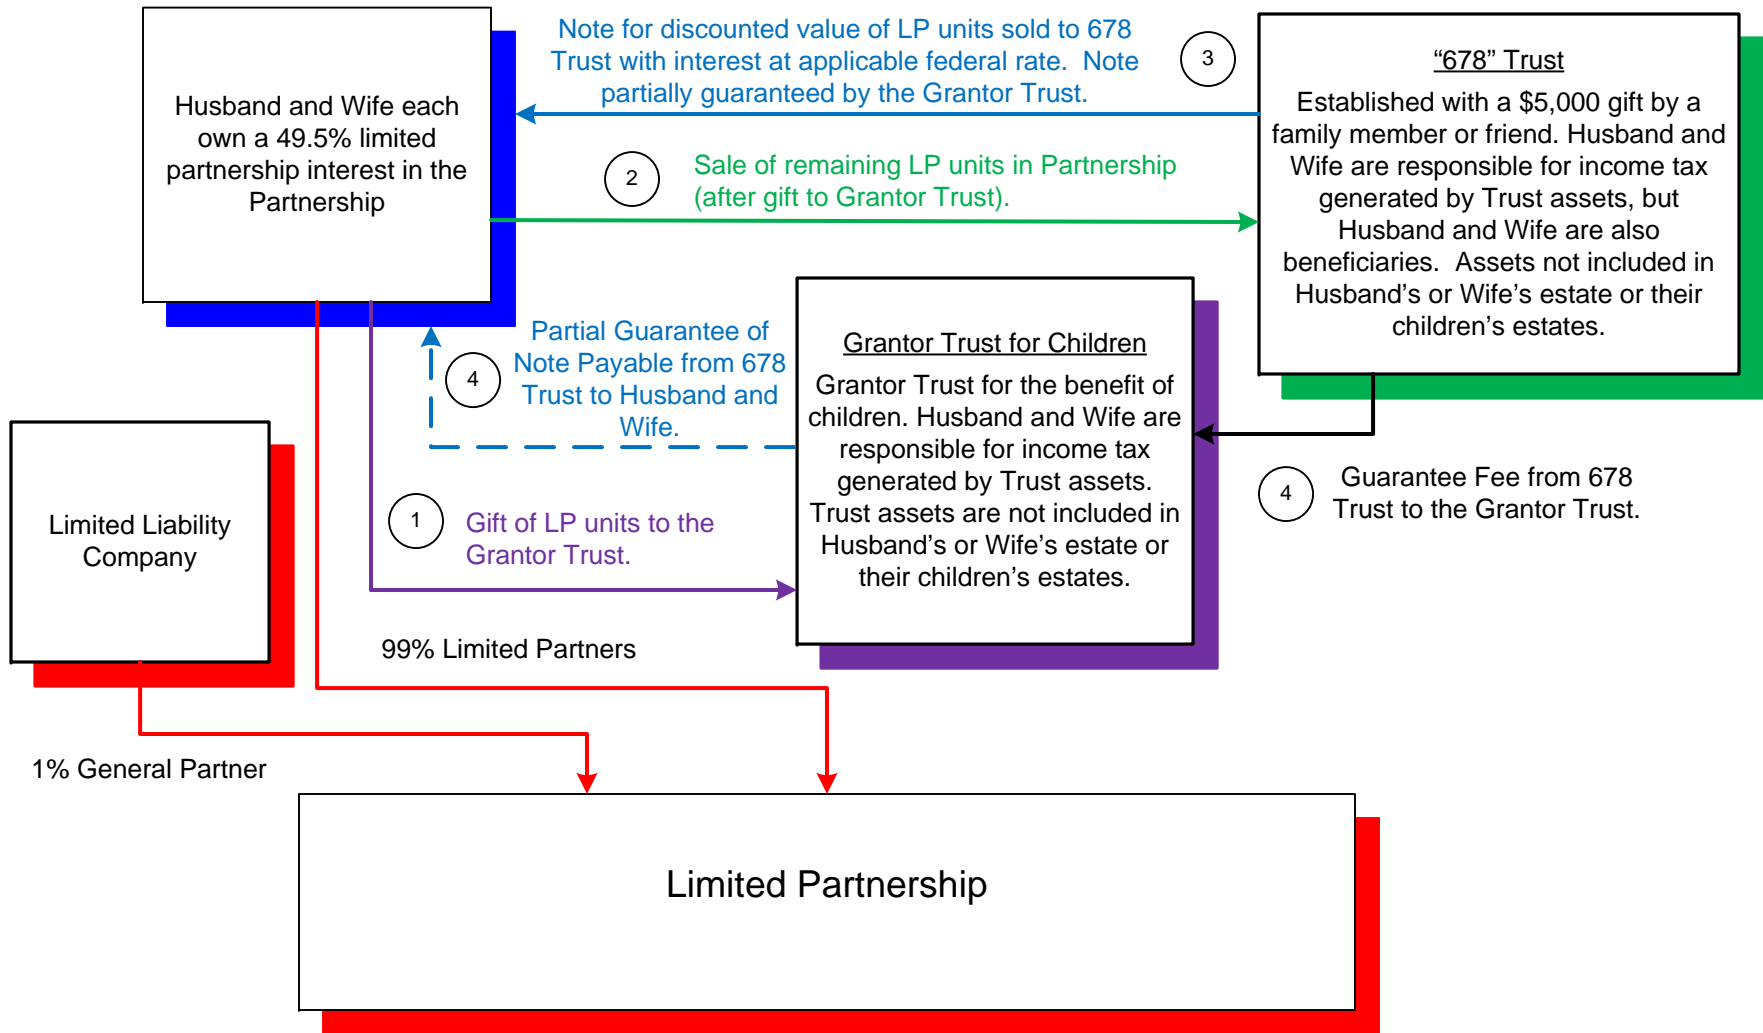 Husband and Wife each
own a 49.5% limited
partnership interest in the
Partnership
Note for discounted value of LP units sold to 678
Trust with interest at applicable federal rate.  Note
partially guaranteed by the Grantor Trust.
3
2
Sale of remaining LP units in Partnership
(after gift to Grantor Trust).
“678” Trust
Established with a $5,000 gift by a
family member or friend. Husband and
Wife are responsible for income tax
generated by Trust assets, but
Husband and Wife are also
beneficiaries.  Assets not included in
Husband’s or Wife’s estate or their
children’s estates.
4
Partial Guarantee of
Note Payable from 678
Trust to Husband and
Wife.
Grantor Trust for Children
Grantor Trust for the benefit of
children. Husband and Wife are
responsible for income tax
generated by Trust assets.
Trust assets are not included in
Husband’s or Wife’s estate or
their children’s estates.
4
Guarantee Fee from 678
Trust to the Grantor Trust.
1
Gift of LP units to the
Grantor Trust.
Limited Liability
Company
99% Limited Partners
1% General Partner
Limited Partnership